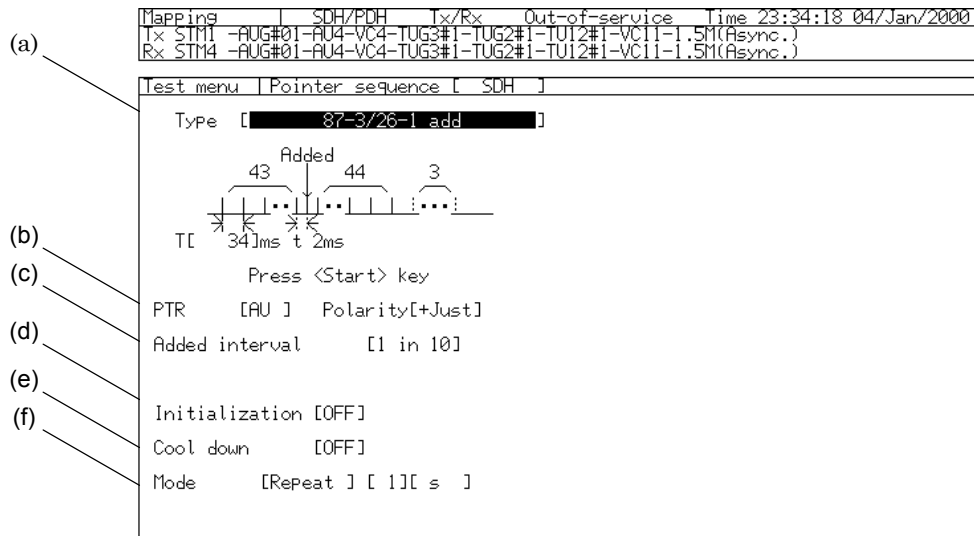 Mapping | SDH/PDH Tx/Rx Out-of-service Time 23:34:18 04/Jan/2000
Tx STM1 -AUG#01-AU4-VC4-TUG3#1-TUG2#1-TU12#1-VC11-1.5M(Async.)
Rx STM4 -AUG#01-AU4-VC4-TUG3#1-TUG2#1-TU12#1-VC11-1.5M(Async.)
(a)
Test menu | Pointer sequence [ SDH ]
Type [ 87-3/26-1 add ]
Added
43 44 3
T[ 34]ms t 2ms
Press <Start> key
(b)
PTR [AU ] Polarity[+Just]
(c)
Added interval [1 in 10]
(d)
Initialization [OFF]
(e)
Cool down [OFF]
(f)
Mode [Repeat ] [ 1][ s ]